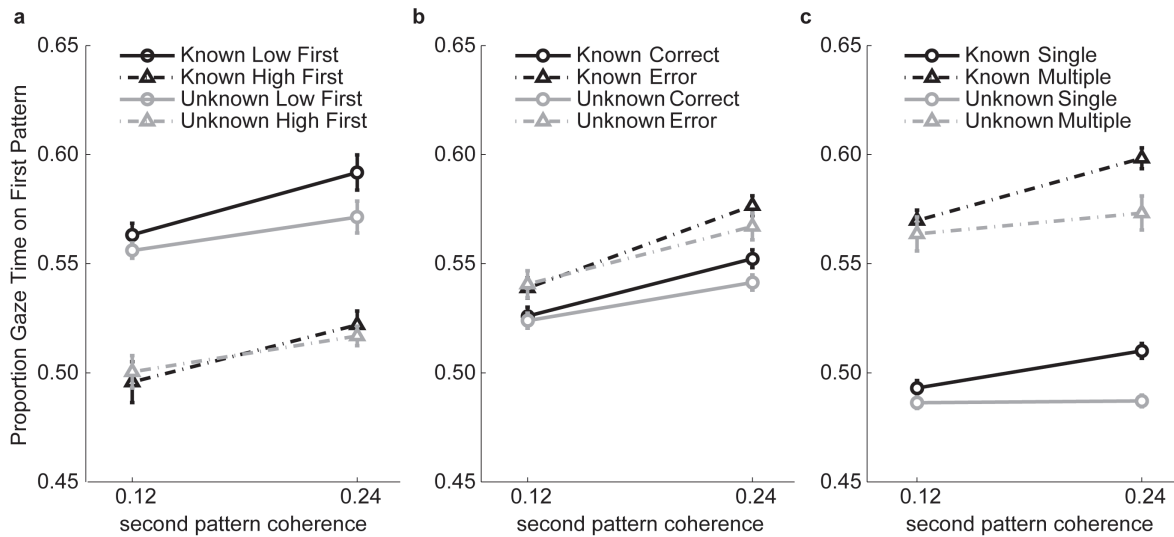 a
Proportion Gaze Time on First Pattern
0.65
0.60
0.55
0.50
0.45
Known Low First
Known High First
Unknown Low First
Unknown High First
0.12
0.24
second pattern coherence
b
0.65
0.60
0.55
0.50
0.45
Known Correct
Known Error
Unknown Correct
Unknown Error
0.12
0.24
second pattern coherence
c
0.65
0.60
0.55
0.50
0.45
Known Single
Known Multiple
Unknown Single
Unknown Multiple
0.12
0.24
second pattern coherence